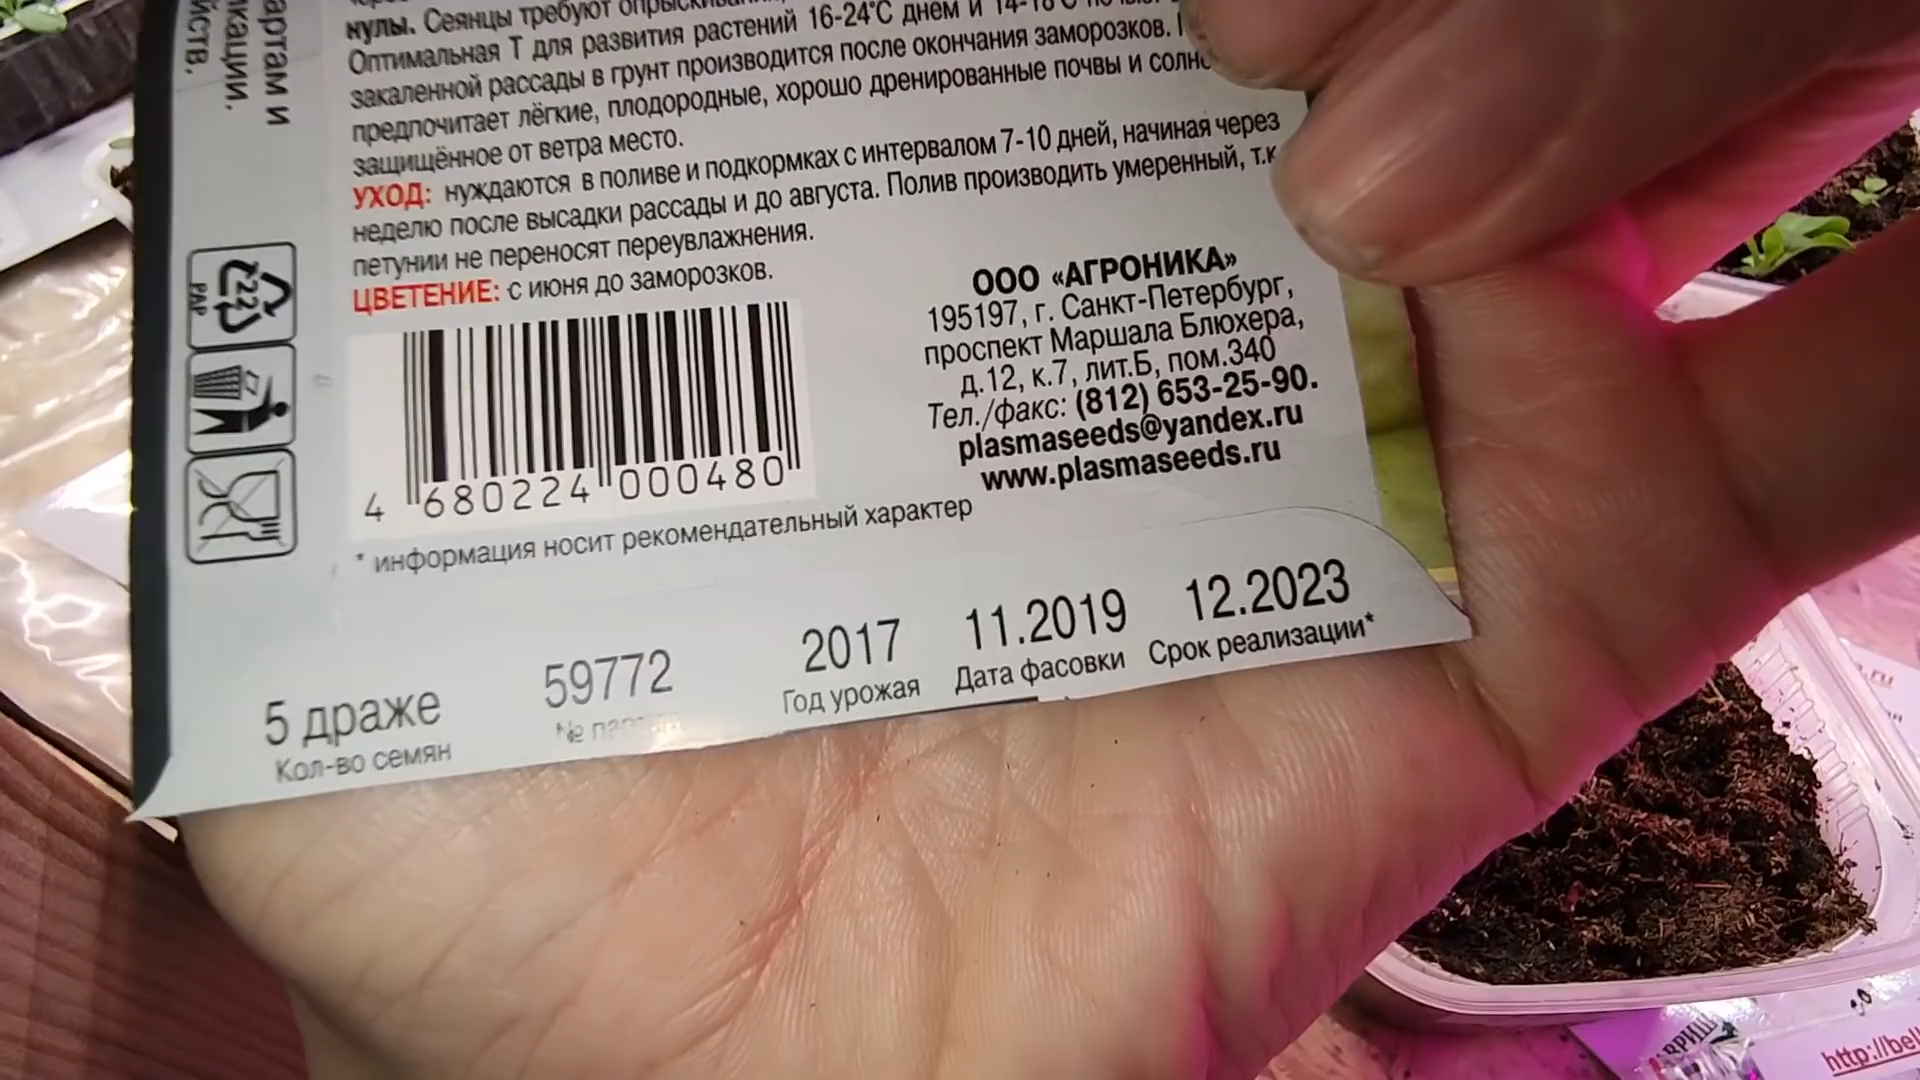 нулы. Сеянцы требуют
Оптимальная Т для развития растений 16-24°С днем и
закаленной рассады в грунт производится после окончания заморозков.
предпочитает лёгкие, плодородные, хорошо дренированные почвы и
защищённое от ветра место.
УХОД: нуждаются в поливе и подкормках с интервалом 7-10 дней, начиная через
неделю после высадки рассады и до августа. Полив производить умеренный, т.к
петунии не переносят переувлажнения.
ЦВЕТЕНИЕ: с июня до заморозков.
4 680224 000480
* информация носит рекомендательный характер
ООО «АГРОНИКА»
195197, г. Санкт-Петербург,
проспект Маршала Блюхера,
д.12, к.7, лит.Б, пом.340
Тел./факс: (812) 653-25-90.
plasmaseeds@yandex.ru
www.plasmaseeds.ru
5 драже
Кол-во семян
59772
№
2017
Год урожая
11.2019
Дата фасовки
12.2023
Срок реализации*
22
PAP